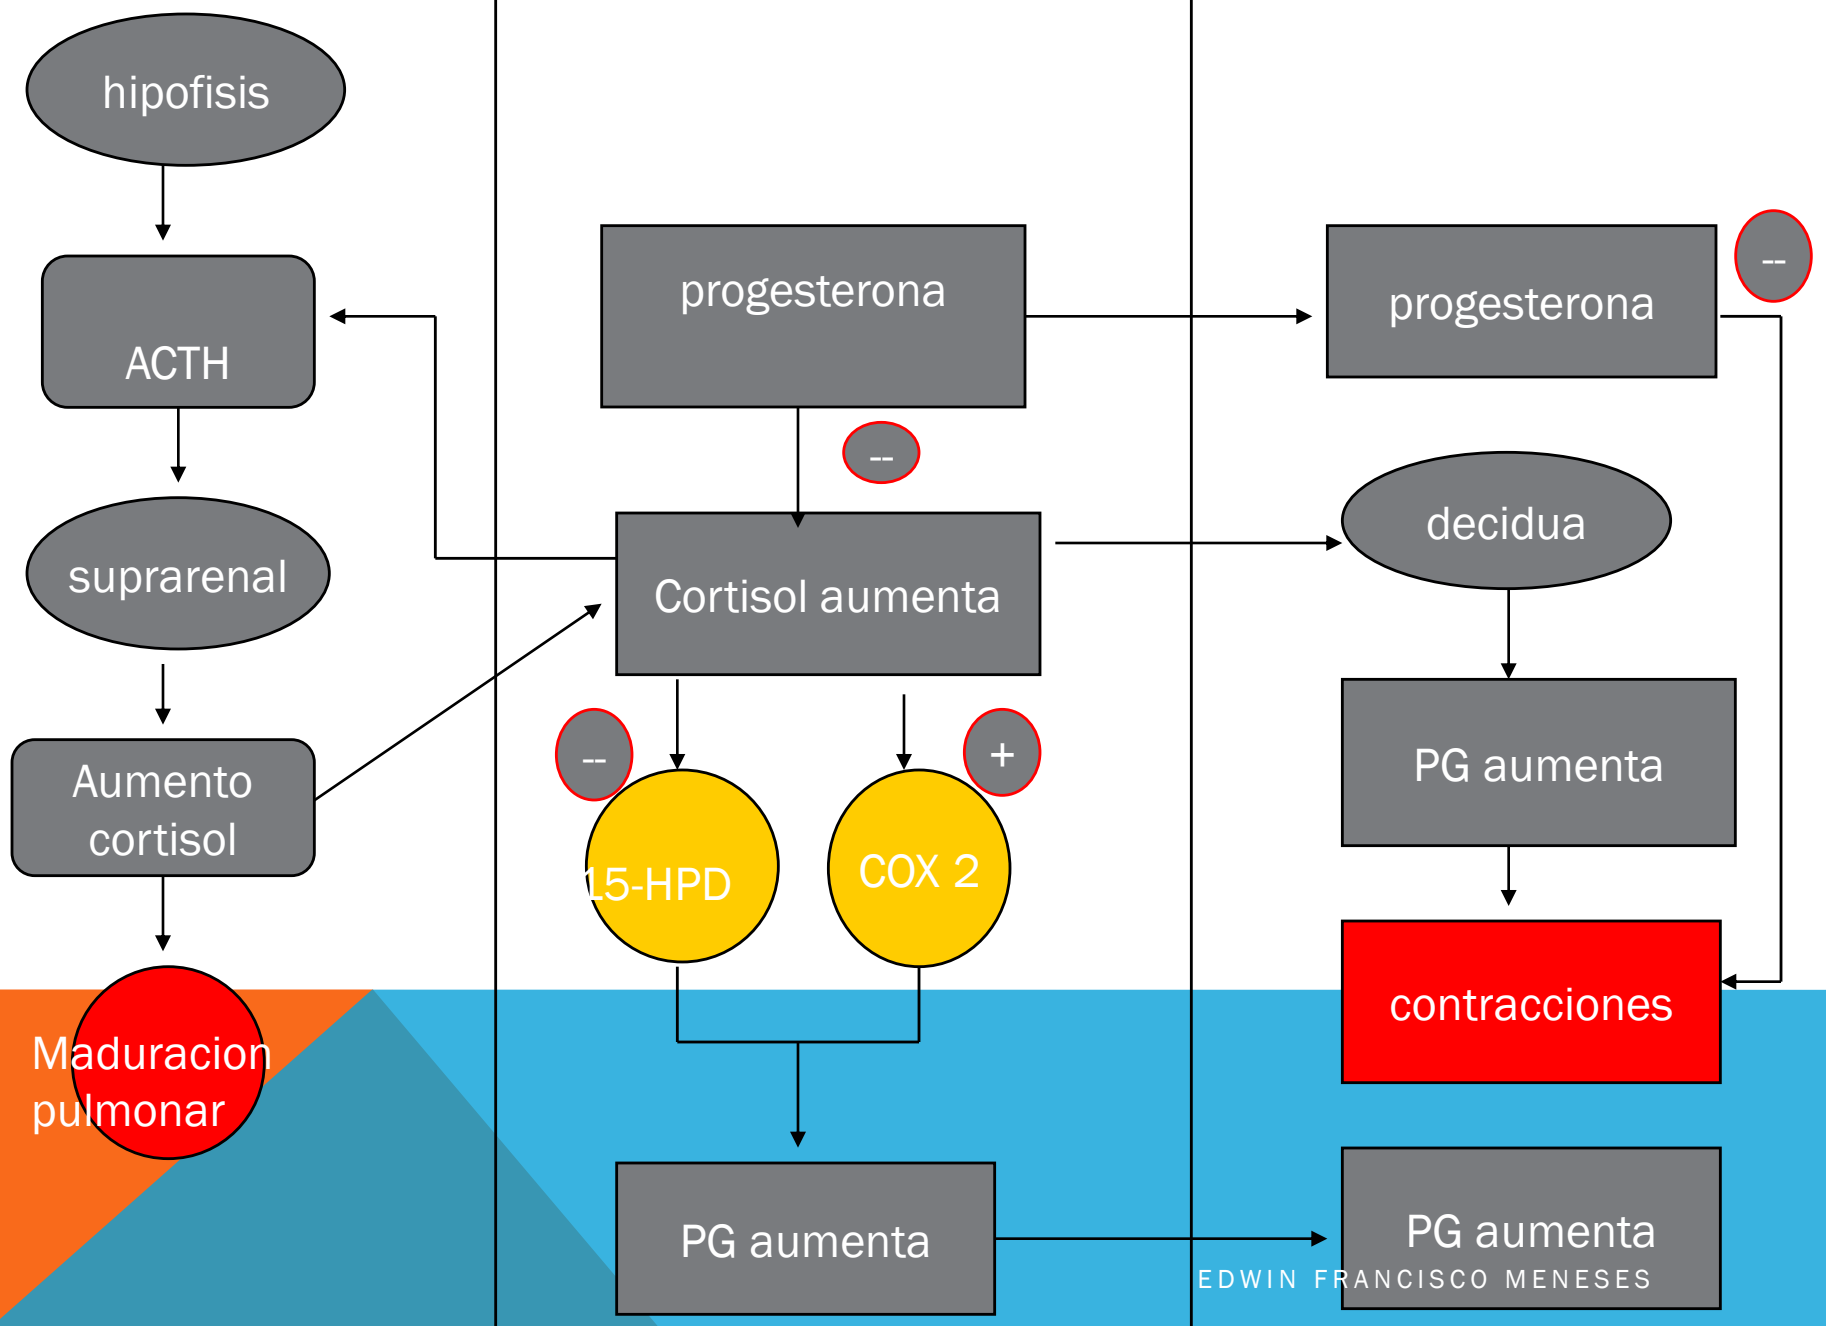 hipofisis
ACTH
suprarenal
Aumento
cortisol
Maduracion
pulmonar
progesterona
--
Cortisol aumenta
--
+
15-HPD
COX 2
PG aumenta
progesterona
--
decidua
PG aumenta
contracciones
PG aumenta
EDWIN FRANCISCO MENESES